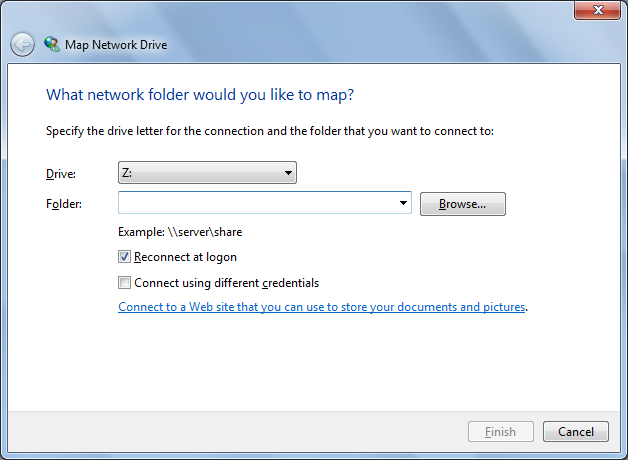 Map Network Drive
What network folder would you like to map?
Specify the drive letter for the connection and the folder that you want to connect to:
Drive: Z:
Folder: Browse...
Example: \\server\share
Reconnect at logon
Connect using different credentials
Connect to a Web site that you can use to store your documents and pictures.
Finish Cancel